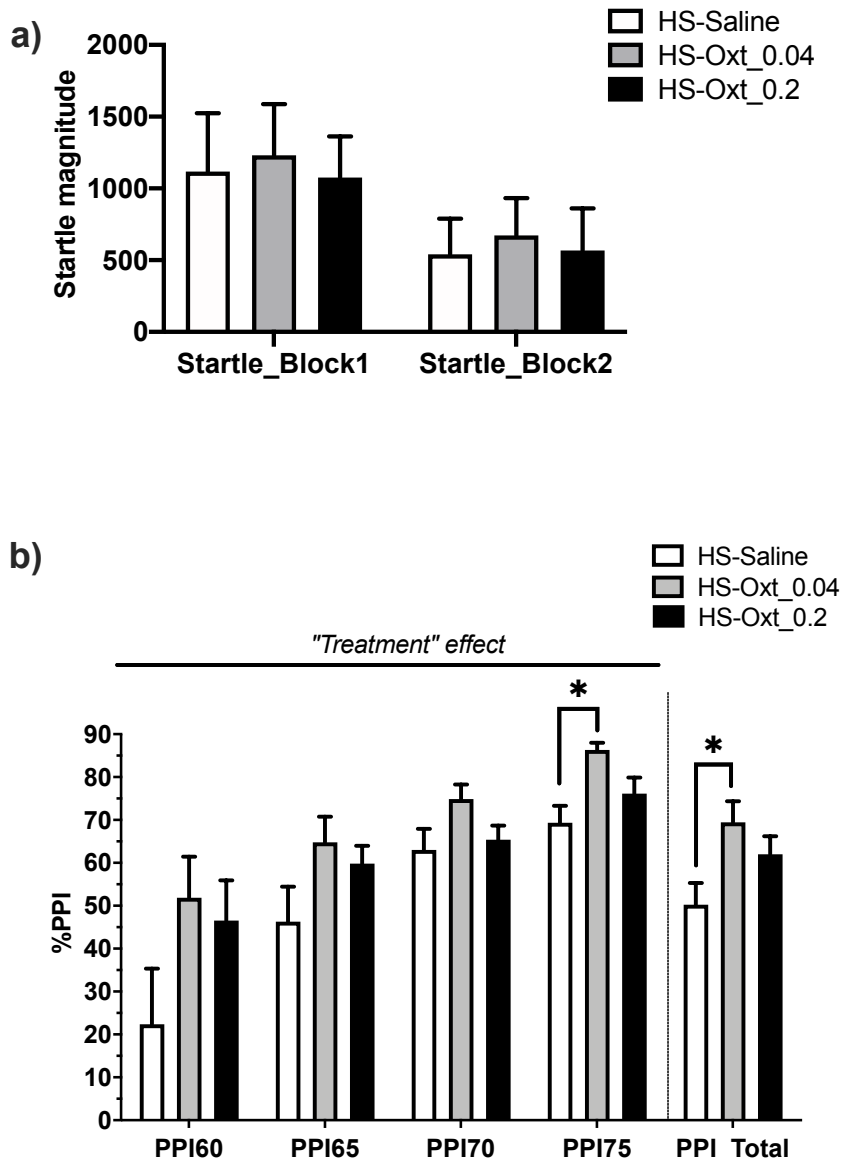 a)
HS-Saline
HS-Oxt_0.04
HS-Oxt_0.2
Startle magnitude
2000
1500
1000
500
0
Startle_Block1 Startle_Block2
b)
HS-Saline
HS-Oxt_0.04
HS-Oxt_0.2
"Treatment" effect
%PPI
90
80
70
60
50
40
30
20
10
0
*
*
PPI60 PPI65 PPI70 PPI75 PPI_Total